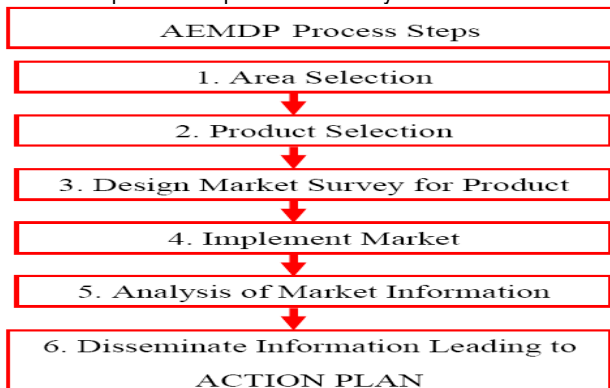 AEMDP Process Steps
1. Area Selection
2. Product Selection
3. Design Market Survey for Product
4. Implement Market
5. Analysis of Market Information
6. Disseminate Information Leading to
ACTION PLAN